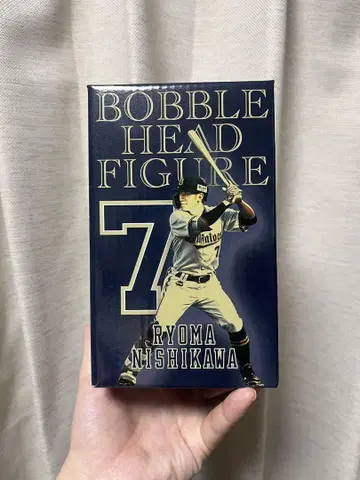 BOBBLE
HEAD
FIGURE
7
RYOMA
NISHIKAWA